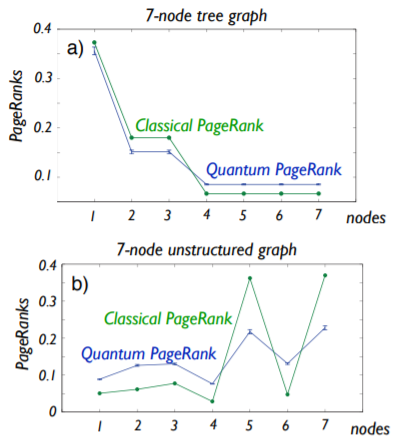 7-node tree graph
0.4
a)
0.3
PageRanks
Classical PageRank
0.2
Quantum PageRank
0.1
1 2 3 4 5 6 7 nodes
7-node unstructured graph
0.4
b)
0.3
Classical PageRank
PageRanks
0.2
Quantum PageRank
0.1
0
1 2 3 4 5 6 7 nodes